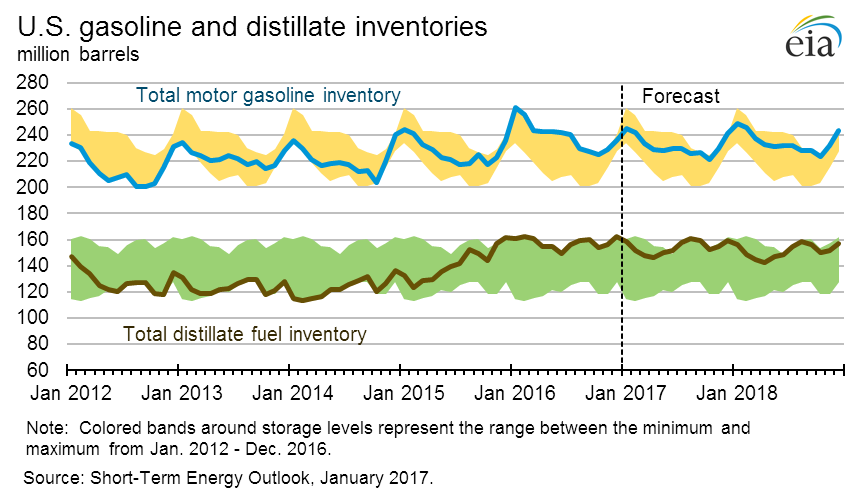 U.S. gasoline and distillate inventories
million barrels
eia
280
260
240
220
200
180
160
140
120
100
80
60
Total motor gasoline inventory
Forecast
Total distillate fuel inventory
Jan 2012 Jan 2013 Jan 2014 Jan 2015 Jan 2016 Jan 2017 Jan 2018
Note: Colored bands around storage levels represent the range between the minimum and
maximum from Jan. 2012 - Dec. 2016.
Source: Short-Term Energy Outlook, January 2017.